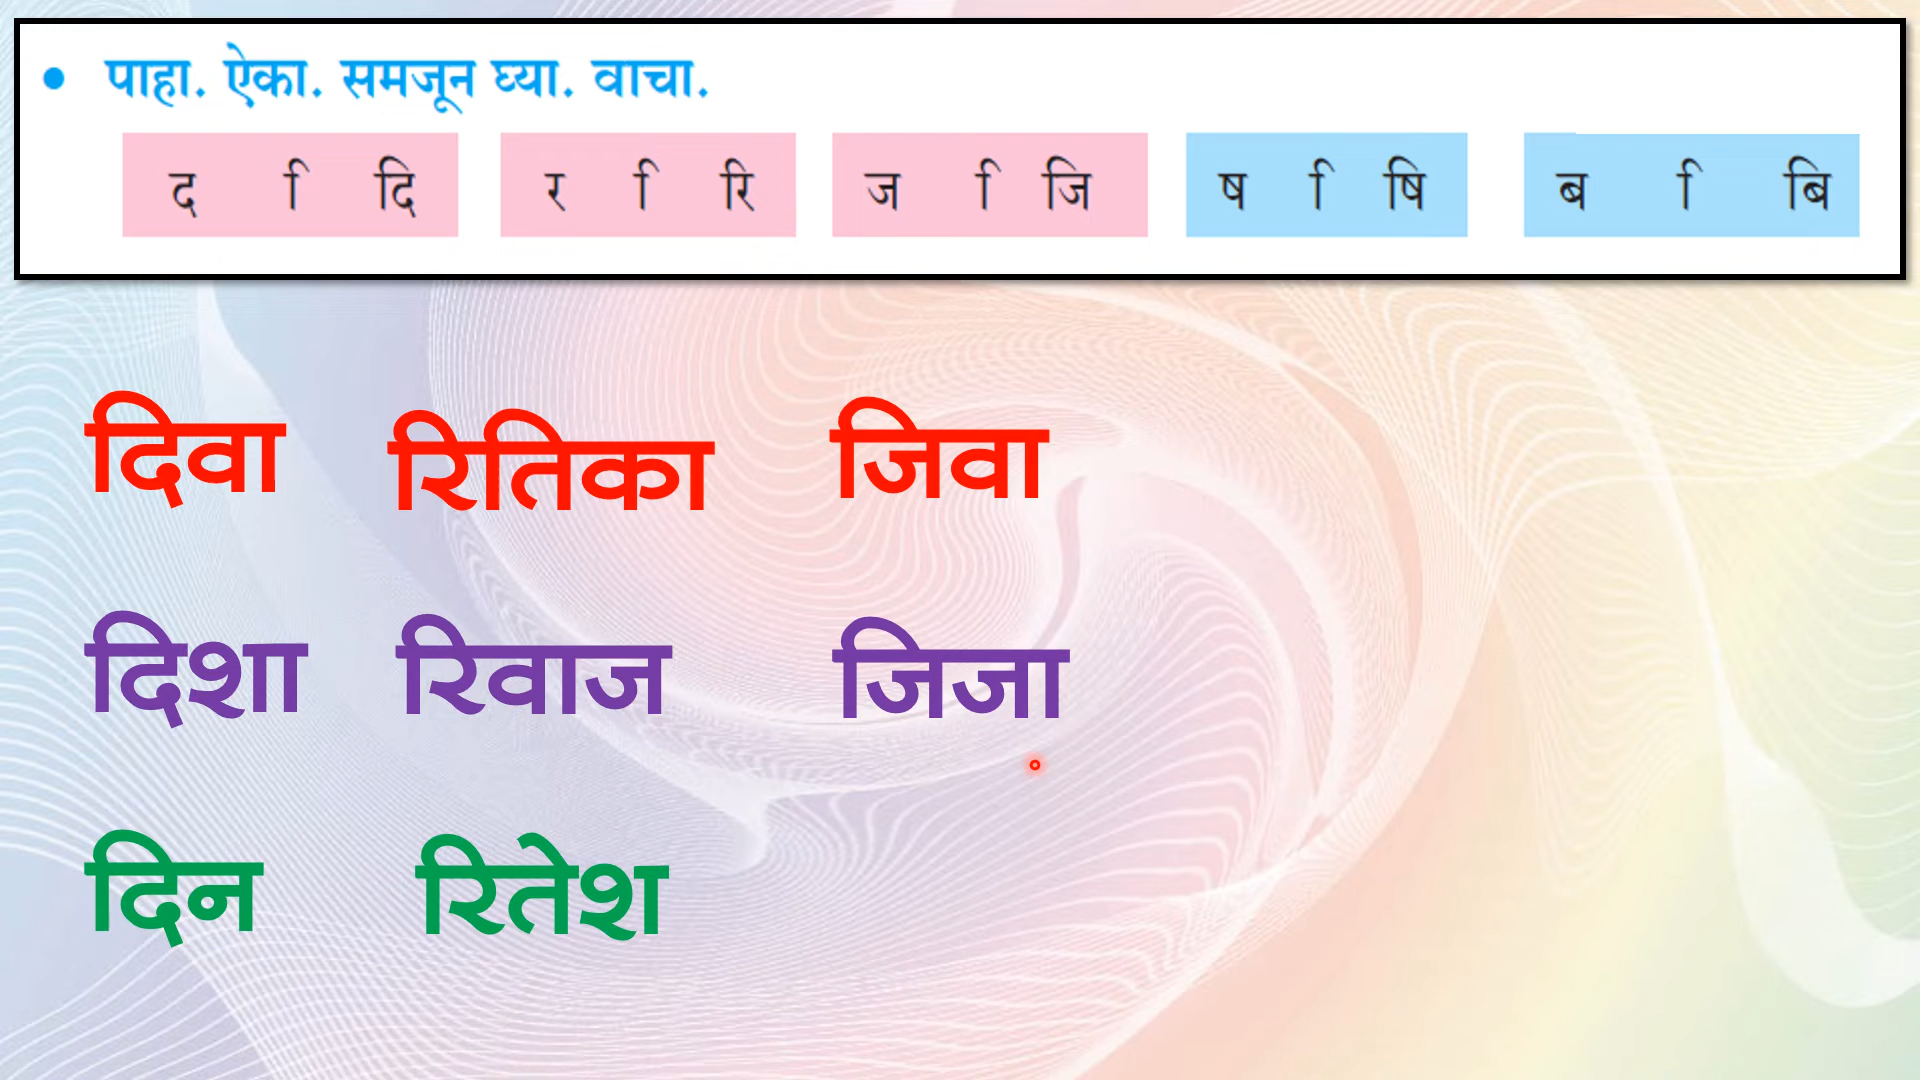 • पाहा. ऐका. समजून घ्या. वाचा.
द ि दि र ि रि ज ि जि ष ि षि ब ि बि
दिवा रितिका जिवा
दिशा रिवाज जिजा
दिन रितेश